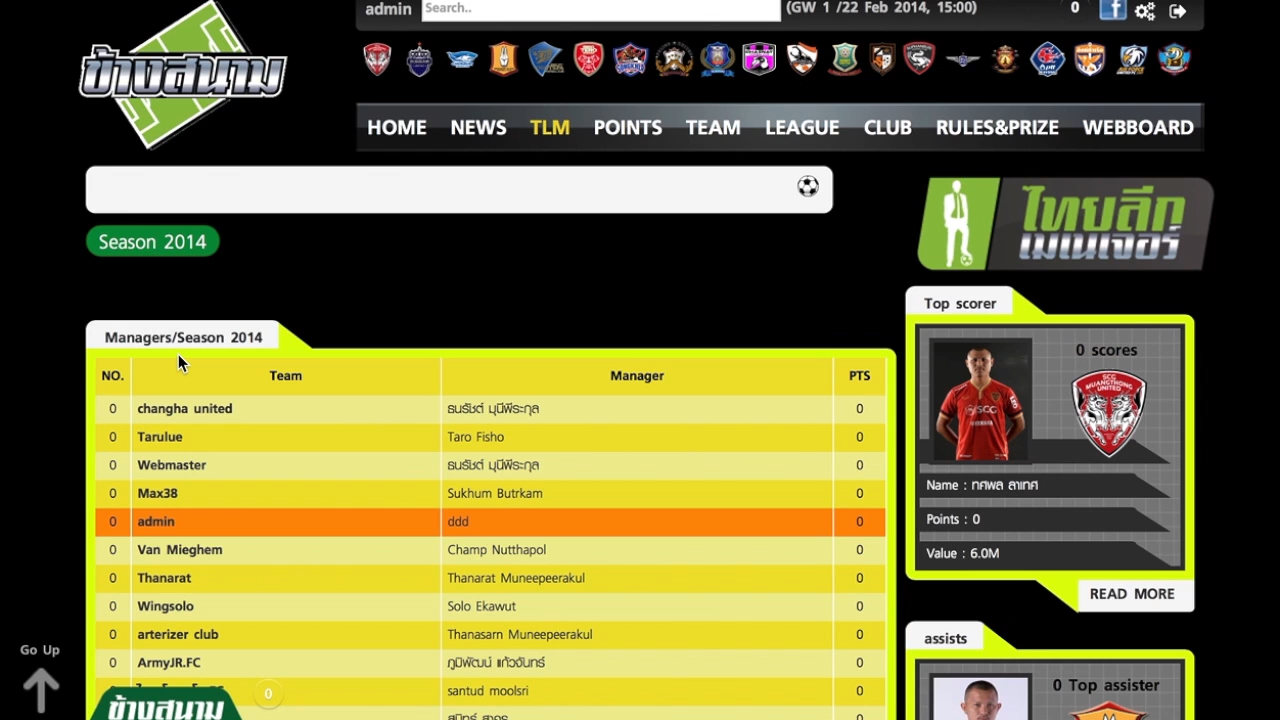 admin
Search..
(GW 1 /22 Feb 2014, 15:00)
0
ข้างสนาม
HOME NEWS TLM POINTS TEAM LEAGUE CLUB RULES&PRIZE WEBBOARD
ไทยลีก
เมเนเจอร์
Season 2014
Managers/Season 2014
NO. Team Manager PTS
0 changha united ธนรัชต์ มุนีพีระกุล 0
0 Tarulue Taro Fisho 0
0 Webmaster ธนรัชต์ มุนีพีระกุล 0
0 Max38 Sukhum Butrkam 0
0 admin ddd 0
0 Van Mieghem Champ Nutthapol 0
0 Thanarat Thanarat Muneepeerakul 0
0 Wingsolo Solo Ekawut 0
0 arterizer club Thanasarn Muneepeerakul 0
0 ArmyJR.FC ภูมิพัฒน์ แก้วจันทร์ 0
santud moolsri 0
Top scorer
0 scores
SCG
MUANGTHONG
UNITED
Name : ทศพล ลาเทศ
Points : 0
Value : 6.0M
READ MORE
assists
0 Top assister
Go Up
ข้างสนาม
0